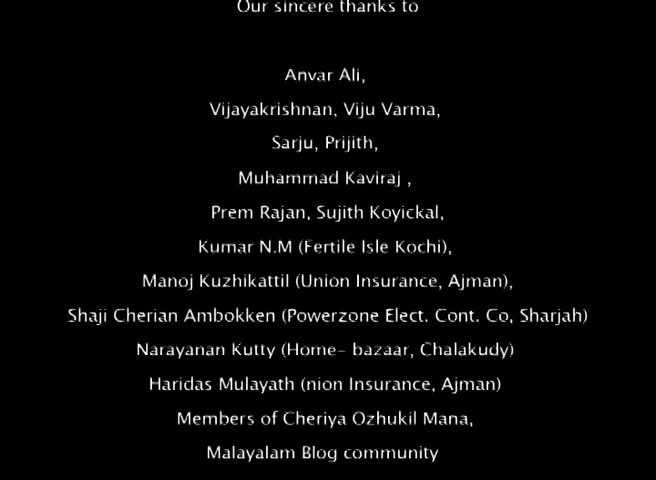 Our sincere thanks to
Anvar Ali,
Vijayakrishnan, Viju Varma,
Sarju, Prijith,
Muhammad Kaviraj ,
Prem Rajan, Sujith Koyickal,
Kumar N.M (Fertile Isle Kochi),
Manoj Kuzhikattil (Union Insurance, Ajman),
Shaji Cherian Ambokken (Powerzone Elect. Cont. Co, Sharjah)
Narayanan Kutty (Home- bazaar, Chalakudy)
Haridas Mulayath (nion Insurance, Ajman)
Members of Cheriya Ozhukil Mana,
Malayalam Blog community